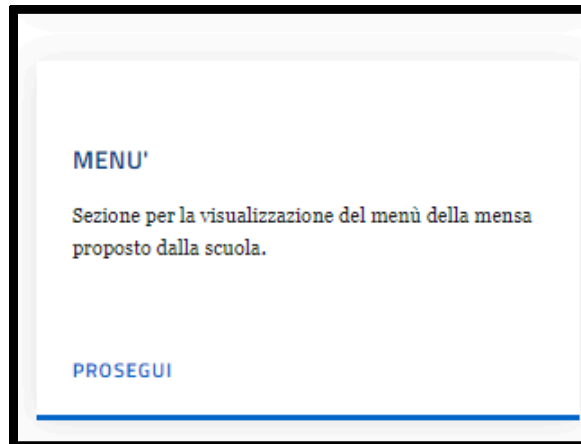 MENU'
Sezione per la visualizzazione del menù della mensa
proposto dalla scuola.
PROSEGUI